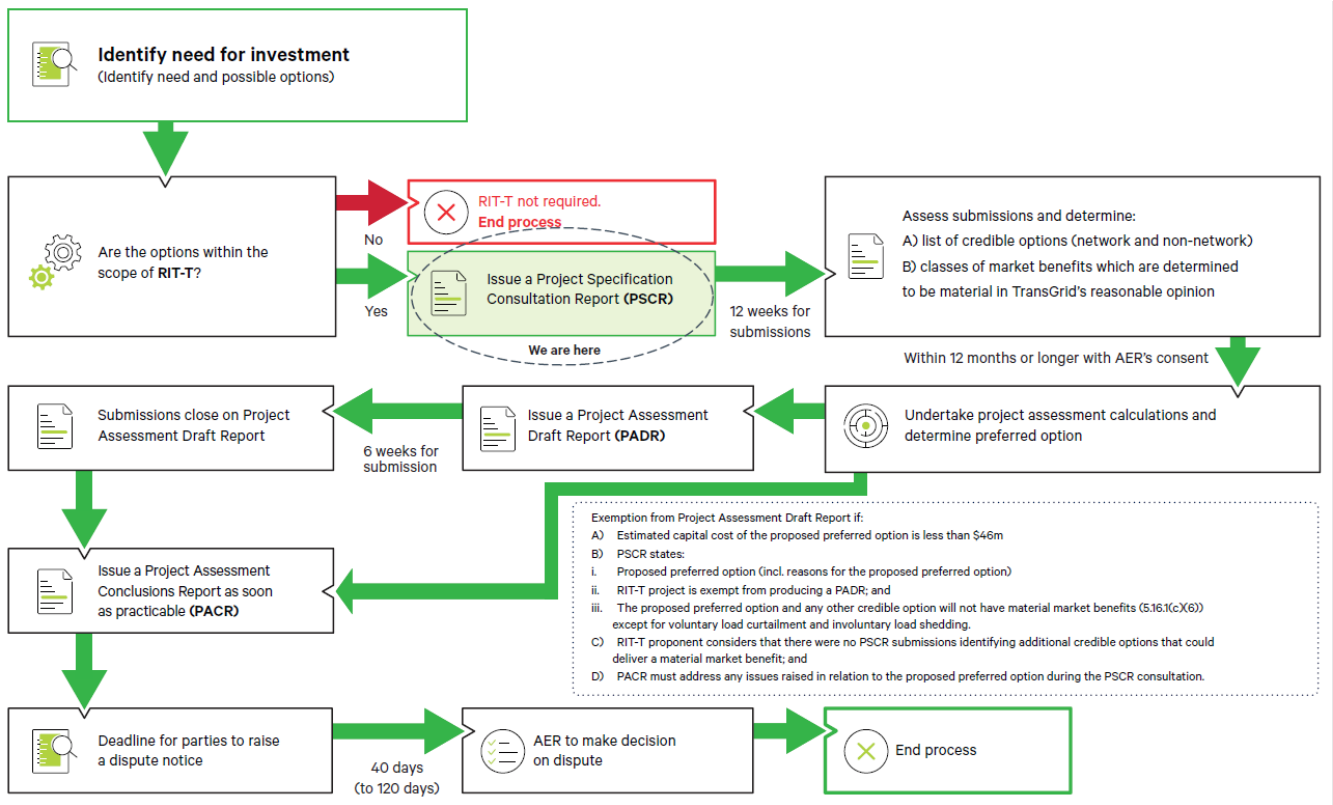 Identify need for investment
(Identify need and possible options)
Are the options within the
scope of RIT-T?
No
Yes
RIT-T not required.
End process
Issue a Project Specification
Consultation Report (PSCR)
We are here
12 weeks for
submissions
Assess submissions and determine:
A) list of credible options (network and non-network)
B) classes of market benefits which are determined
to be material in TransGrid's reasonable opinion
Within 12 months or longer with AER's consent
Undertake project assessment calculations and
determine preferred option
Issue a Project Assessment
Draft Report (PADR)
6 weeks for
submission
Submissions close on Project
Assessment Draft Report
Exemption from Project Assessment Draft Report if:
A) Estimated capital cost of the proposed preferred option is less than $46m
B) PSCR states:
i. Proposed preferred option (incl. reasons for the proposed preferred option)
ii. RIT-T project is exempt from producing a PADR; and
iii. The proposed preferred option and any other credible option will not have material market benefits (5.16.1(c)(6))
except for voluntary load curtailment and involuntary load shedding.
C) RIT-T proponent considers that there were no PSCR submissions identifying additional credible options that could
deliver a material market benefit; and
D) PACR must address any issues raised in relation to the proposed preferred option during the PSCR consultation.
Issue a Project Assessment
Conclusions Report as soon
as practicable (PACR)
Deadline for parties to raise
a dispute notice
40 days
(to 120 days)
AER to make decision
on dispute
End process